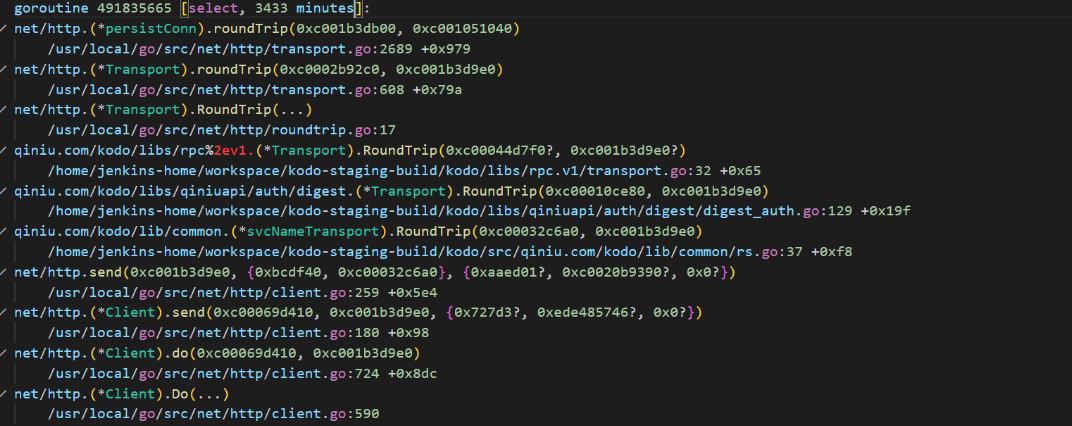 goroutine 491835665 [select, 3433 minutes]:
net/http.(*persistConn).roundTrip(0xc001b3db00, 0xc001051040)
/usr/local/go/src/net/http/transport.go:2689 +0x979
net/http.(*Transport).roundTrip(0xc0002b92c0, 0xc001b3d9e0)
/usr/local/go/src/net/http/transport.go:608 +0x79a
net/http.(*Transport).RoundTrip(...)
/usr/local/go/src/net/http/roundtrip.go:17
qiniu.com/kodo/libs/rpc%2ev1.(*Transport).RoundTrip(0xc00044d7f0?, 0xc001b3d9e0?)
/home/jenkins-home/workspace/kodo-staging-build/kodo/libs/rpc.v1/transport.go:32 +0x65
qiniu.com/kodo/libs/qiniuapi/auth/digest.(*Transport).RoundTrip(0xc00010ce80, 0xc001b3d9e0)
/home/jenkins-home/workspace/kodo-staging-build/kodo/libs/qiniuapi/auth/digest/digest_auth.go:129 +0x19f
qiniu.com/kodo/lib/common.(*svcNameTransport).RoundTrip(0xc00032c6a0, 0xc001b3d9e0)
/home/jenkins-home/workspace/kodo-staging-build/kodo/src/qiniu.com/kodo/lib/common/rs.go:37 +0xf8
net/http.send(0xc001b3d9e0, {0xbcdf40, 0xc00032c6a0}, {0xaaed01?, 0xc0020b9390?, 0x0?})
/usr/local/go/src/net/http/client.go:259 +0x5e4
net/http.(*Client).send(0xc00069d410, 0xc001b3d9e0, {0x727d3?, 0xede485746?, 0x0?})
/usr/local/go/src/net/http/client.go:180 +0x98
net/http.(*Client).do(0xc00069d410, 0xc001b3d9e0)
/usr/local/go/src/net/http/client.go:724 +0x8dc
net/http.(*Client).Do(...)
/usr/local/go/src/net/http/client.go:590